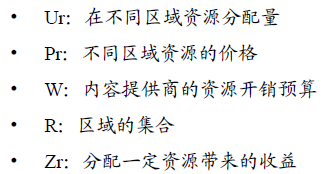 • Ur: 在不同区域资源分配量
• Pr: 不同区域资源的价格
• W: 内容提供商的资源开销预算
• R: 区域的集合
• Zr: 分配一定资源带来的收益